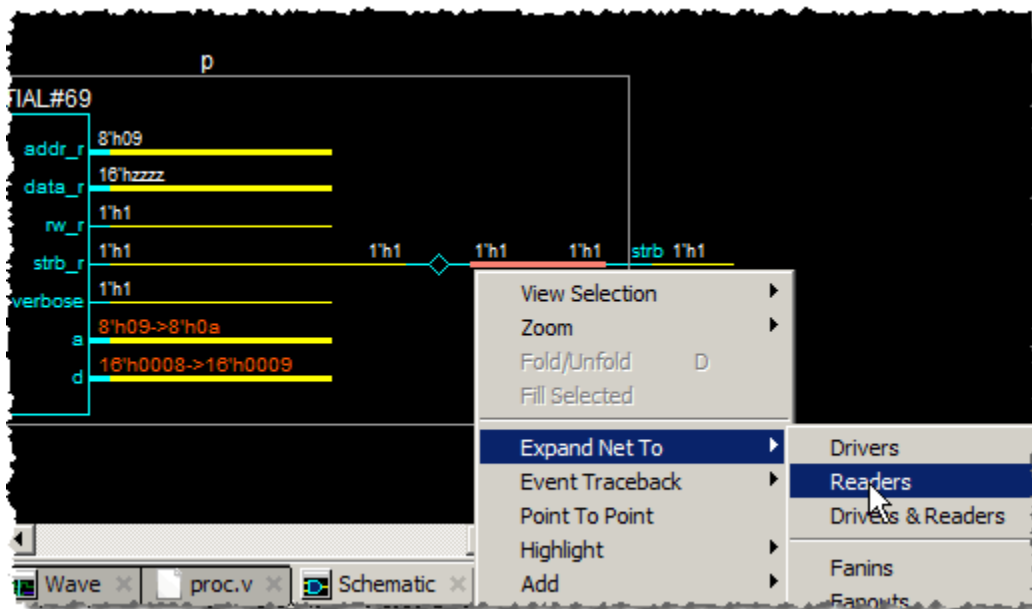 p
TIAL#69
addr_r 8'h09
data_r 16'hzzzz
rw_r 1'h1
strb_r 1'h1 1'h1 1'h1 1'h1 strb 1'h1
verbose 1'h1
a 8'h09->8'h0a
d 16'h0008->16'h0009
View Selection
Zoom
Fold/Unfold D
Fill Selected
Expand Net To
Event Traceback
Point To Point
Highlight
Add
Drivers
Readers
Drivers & Readers
Fanins
Fanouts
Wave
proc.v
Schematic